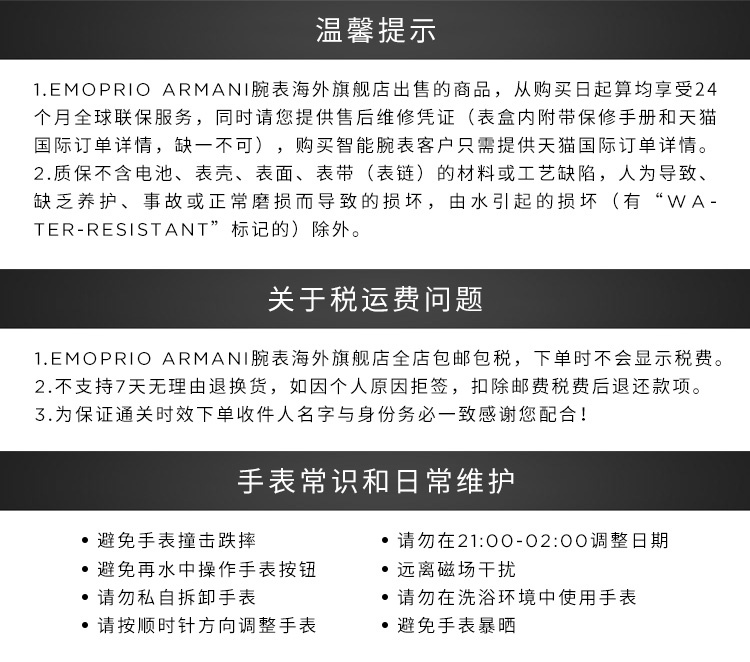 温馨提示
1.EMOPRIO ARMANI腕表海外旗舰店出售的商品，从购买日起算均享受24
个月全球联保服务，同时请您提供售后维修凭证（表盒内附带保修手册和天猫
国际订单详情，缺一不可），购买智能腕表客户只需提供天猫国际订单详情。
2.质保不含电池、表壳、表面、表带（表链）的材料或工艺缺陷，人为导致、
缺乏养护、事故或正常磨损而导致的损坏，由水引起的损坏（有“WA-
TER-RESISTANT”标记的）除外。
关于税运费问题
1.EMOPRIO ARMANI腕表海外旗舰店全店包邮包税，下单时不会显示税费。
2.不支持7天无理由退换货，如因个人原因拒签，扣除邮费税费后退还款项。
3.为保证通关时效下单收件人名字与身份务必一致感谢您配合！
手表常识和日常维护
• 避免手表撞击跌摔
• 请勿在21:00-02:00调整日期
• 避免再水中操作手表按钮
• 远离磁场干扰
• 请勿私自拆卸手表
• 请勿在洗浴环境中使用手表
• 请按顺时针方向调整手表
• 避免手表暴晒